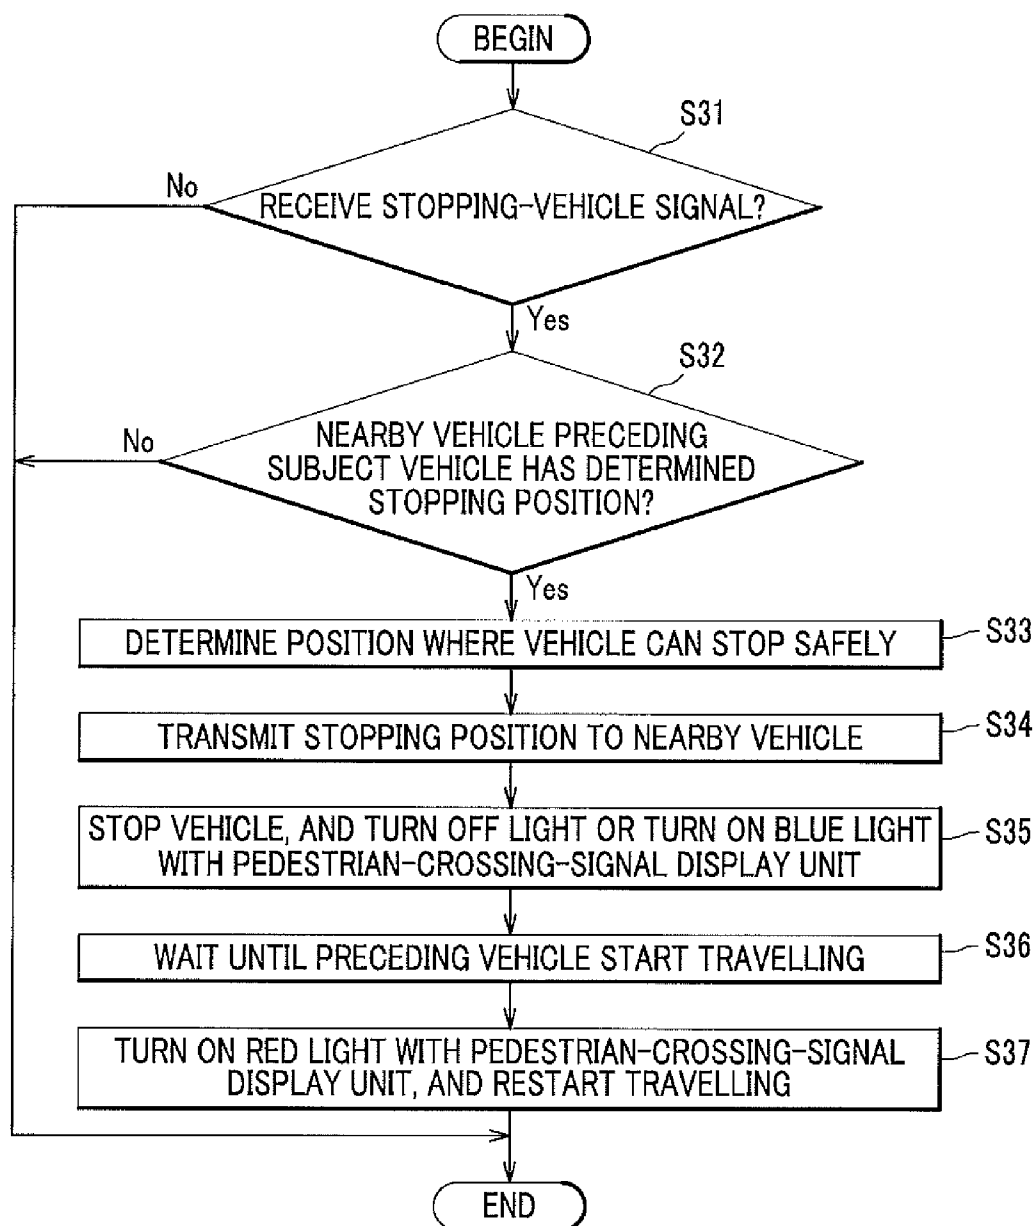 BEGIN
S31
No
RECEIVE STOPPING-VEHICLE SIGNAL?
Yes
S32
No
NEARBY VEHICLE PRECEDING
SUBJECT VEHICLE HAS DETERMINED
STOPPING POSITION?
Yes
DETERMINE POSITION WHERE VEHICLE CAN STOP SAFELY
S33
TRANSMIT STOPPING POSITION TO NEARBY VEHICLE
S34
STOP VEHICLE, AND TURN OFF LIGHT OR TURN ON BLUE LIGHT
WITH PEDESTRIAN-CROSSING-SIGNAL DISPLAY UNIT
S35
WAIT UNTIL PRECEDING VEHICLE START TRAVELLING
S36
TURN ON RED LIGHT WITH PEDESTRIAN-CROSSING-SIGNAL
DISPLAY UNIT, AND RESTART TRAVELLING
S37
END